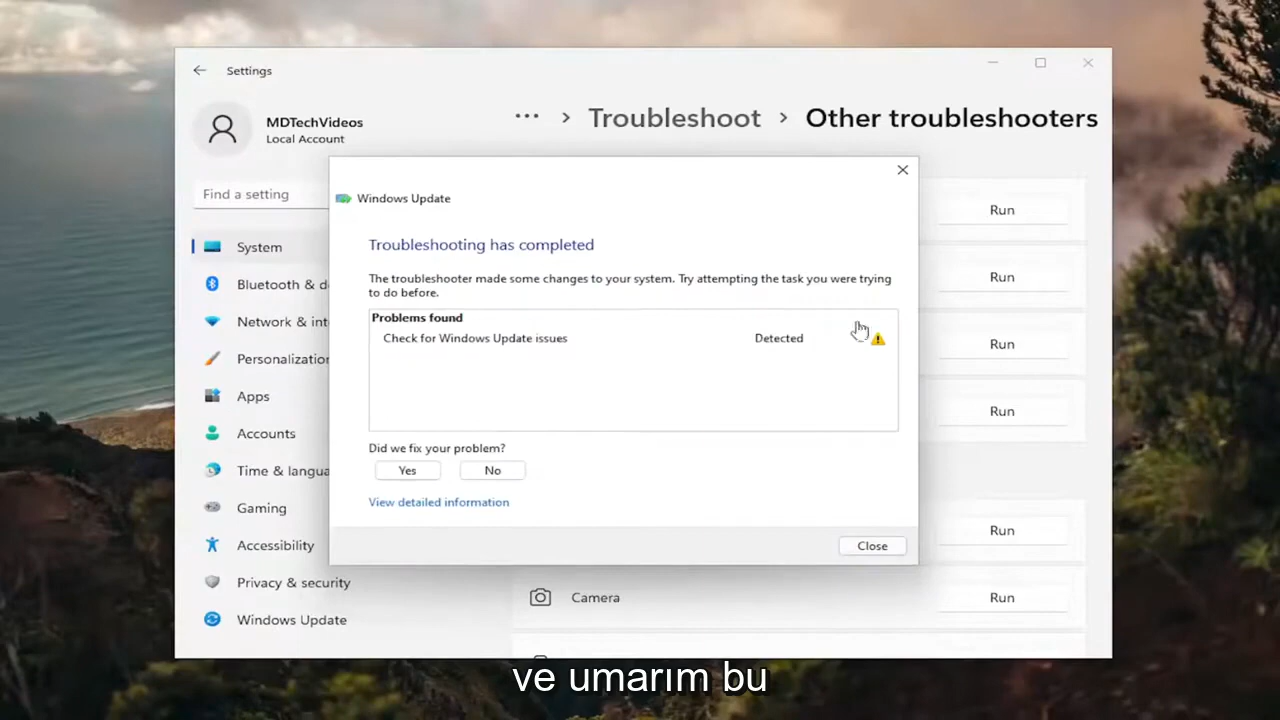 Settings
MDTechVideos
Local Account
Find a setting
System
Bluetooth & d
Network & int
Personalization
Apps
Accounts
Time & langua
Gaming
Accessibility
Privacy & security
Windows Update
... > Troubleshoot > Other troubleshooters
Run
Run
Run
Run
Run
Camera
Run
Windows Update
Troubleshooting has completed
The troubleshooter made some changes to your system. Try attempting the task you were trying
to do before.
Problems found
Check for Windows Update issues Detected
Did we fix your problem?
Yes No
View detailed information
Close
ve umarım bu